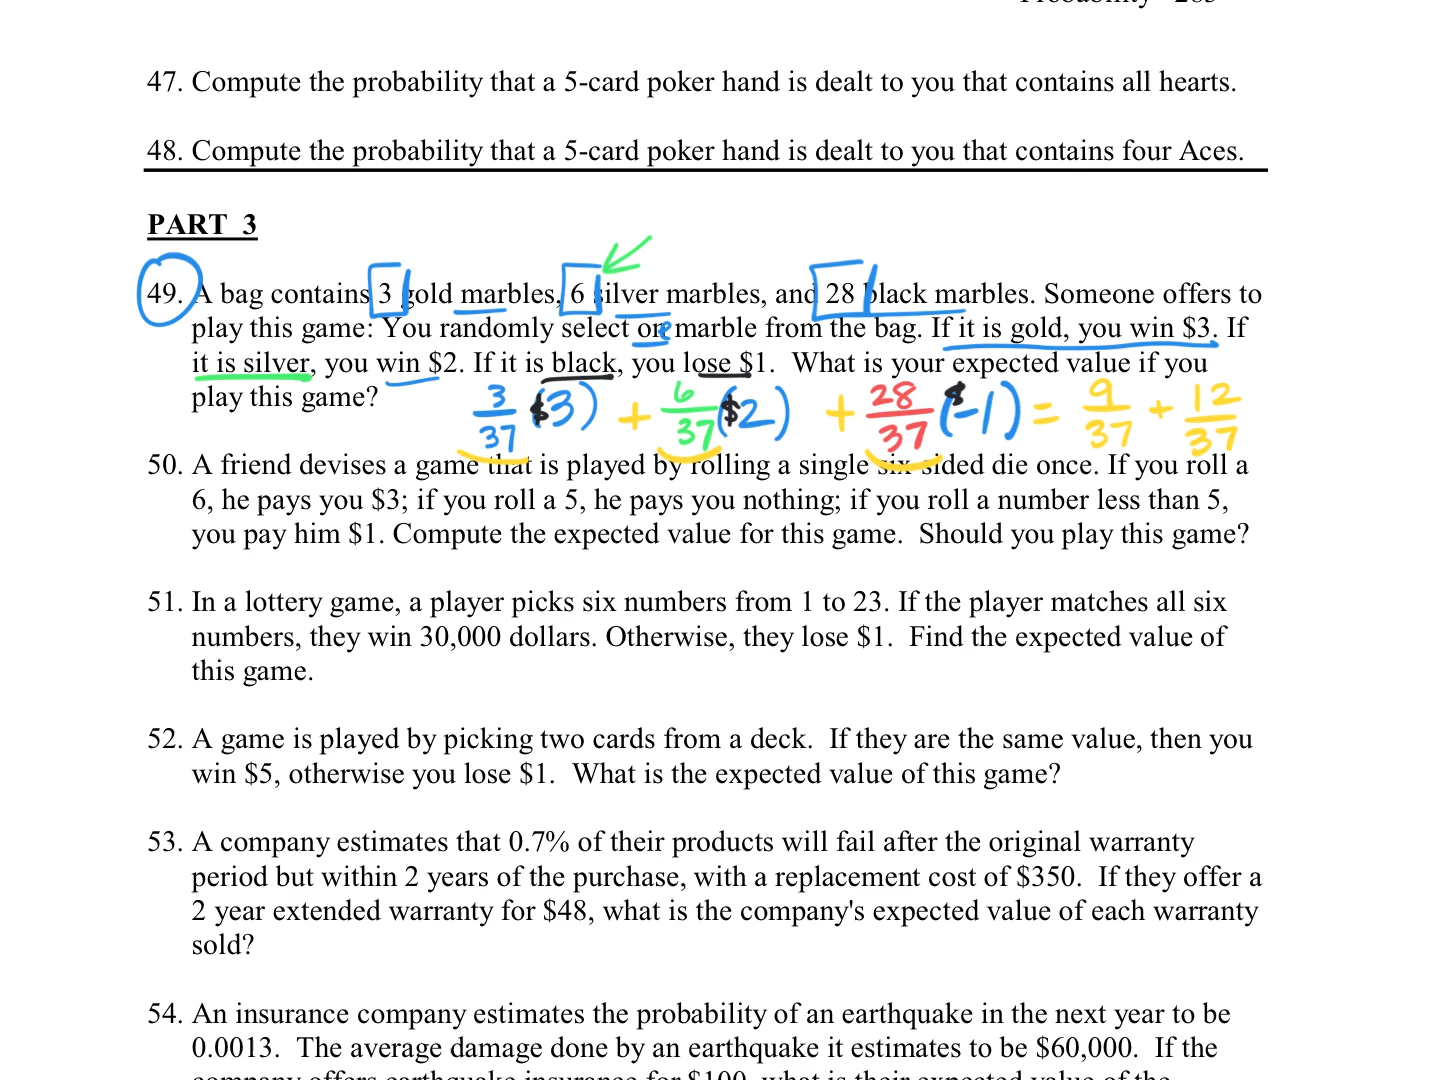 47. Compute the probability that a 5-card poker hand is dealt to you that contains all hearts.
48. Compute the probability that a 5-card poker hand is dealt to you that contains four Aces.
PART 3
49. A bag contains 3 gold marbles, 6 silver marbles, and 28 black marbles. Someone offers to
play this game: You randomly select one marble from the bag. If it is gold, you win $3. If
it is silver, you win $2. If it is black, you lose $1. What is your expected value if you
play this game?
3/37 ($3) + 6/37 ($2) + 28/37 ($-1) = 9/37 + 12/37
50. A friend devises a game that is played by rolling a single six-sided die once. If you roll a
6, he pays you $3; if you roll a 5, he pays you nothing; if you roll a number less than 5,
you pay him $1. Compute the expected value for this game. Should you play this game?
51. In a lottery game, a player picks six numbers from 1 to 23. If the player matches all six
numbers, they win 30,000 dollars. Otherwise, they lose $1. Find the expected value of
this game.
52. A game is played by picking two cards from a deck. If they are the same value, then you
win $5, otherwise you lose $1. What is the expected value of this game?
53. A company estimates that 0.7% of their products will fail after the original warranty
period but within 2 years of the purchase, with a replacement cost of $350. If they offer a
2 year extended warranty for $48, what is the company's expected value of each warranty
sold?
54. An insurance company estimates the probability of an earthquake in the next year to be
0.0013. The average damage done by an earthquake it estimates to be $60,000. If the